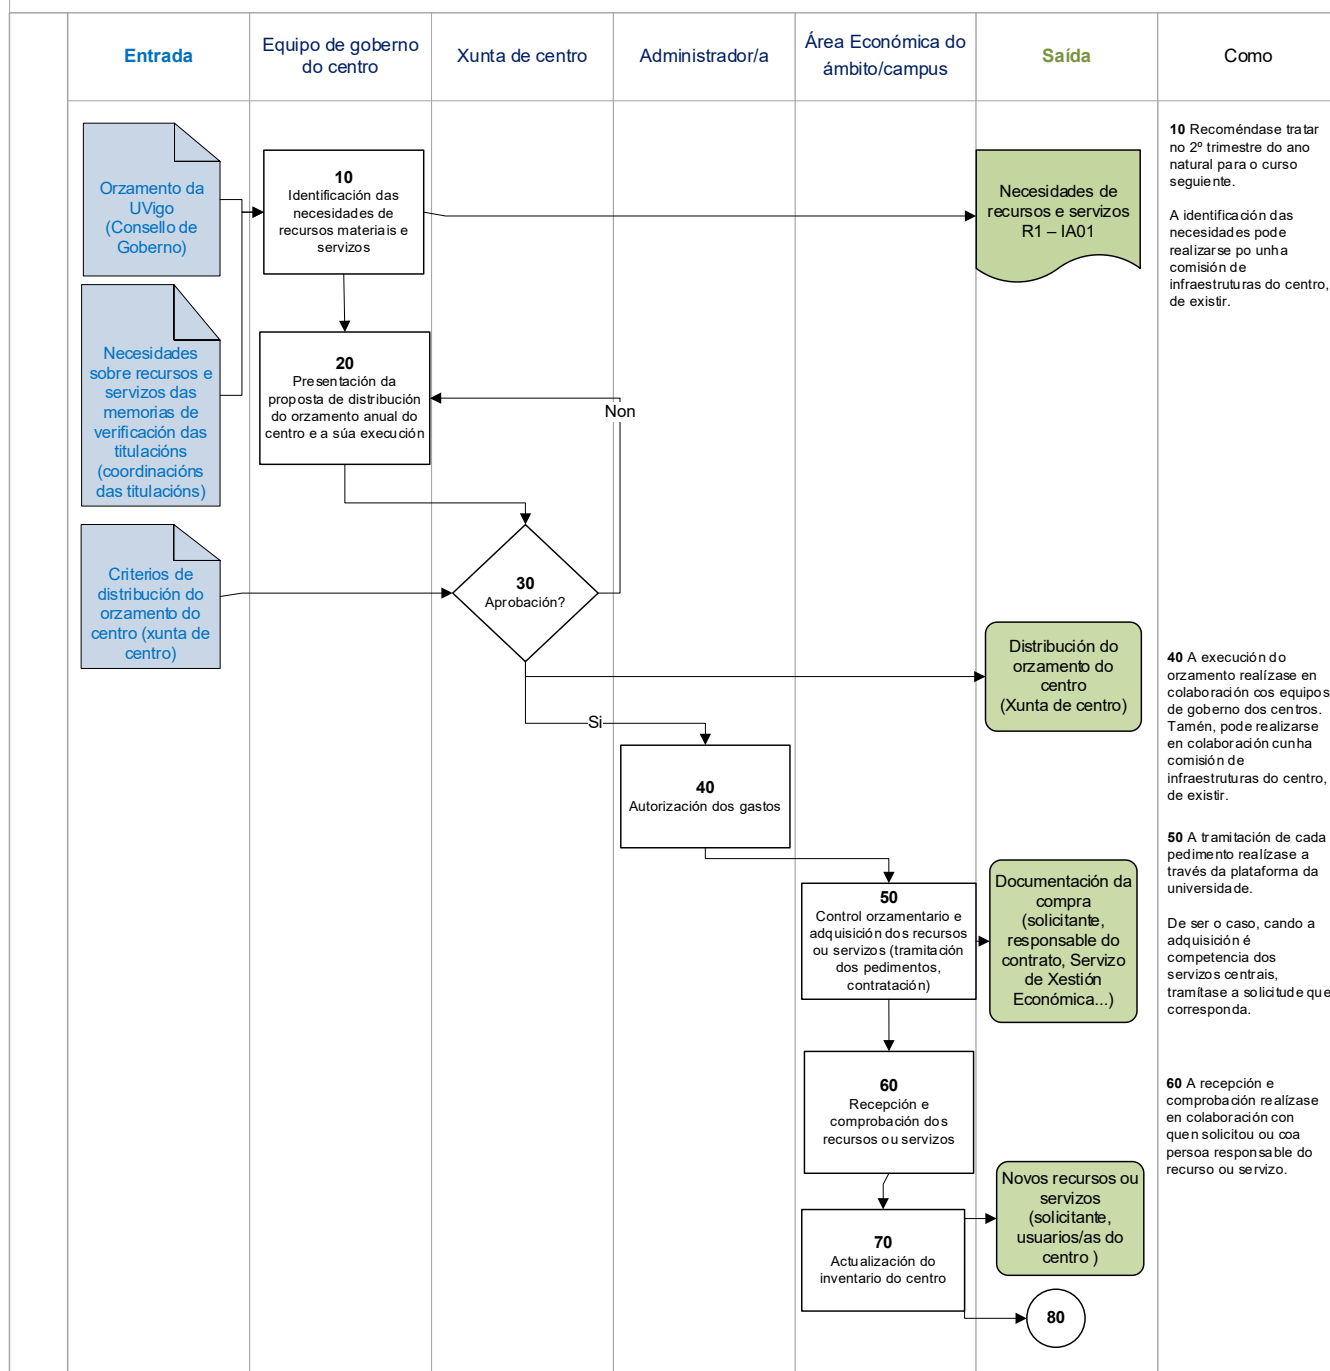 Entrada
Equipo de goberno
do centro
Xunta de centro
Administrador/a
Área Económica do
ámbito/campus
Saída
Como
Orzamento da
UVigo
(Consello de
Goberno)
10
Identificación das
necesidades de
recursos materiais e
servizos
Necesidades de
recursos e servizos
R1 – IA01
10 Recoméndase tratar
no 2º trimestre do ano
natural para o curso
seguiente.
A identificación das
necesidades pode
realizarse po unha
comisión de
infraestruturas do centro,
de existir.
Necesidades
sobre recursos e
servizos das
memorias de
verificación das
titulacións
(coordinacións
das titulacións)
20
Presentación da
proposta de distribución
do orzamento anual do
centro e a súa execución
Non
Criterios de
distribución do
orzamento do
centro (xunta de
centro)
30
Aprobación?
Distribución do
orzamento do
centro
(Xunta de centro)
Si
40
Autorización dos gastos
40 A execución do
orzamento realízase en
colaboración cos equipos
de goberno dos centros.
Tamén, pode realizarse
en colaboración cunha
comisión de
infraestruturas do centro,
de existir.
50
Control orzamentario e
adquisición dos recursos
ou servizos (tramitación
dos pedimentos,
contratación)
Documentación da
compra
(solicitante,
responsable do
contrato, Servizo
de Xestión
Económica...)
50 A tramitación de cada
pedimento realízase a
través da plataforma da
universidade.
De ser o caso, cando a
adquisición é
competencia dos
servizos centrais,
tramítase a solicitude que
corresponda.
60
Recepción e
comprobación dos
recursos ou servizos
60 A recepción e
comprobación realízase
en colaboración con
quen solicitou ou coa
persoa responsable do
recurso ou servizo.
70
Actualización do
inventario do centro
Novos recursos ou
servizos
(solicitante,
usuarios/as do
centro )
80